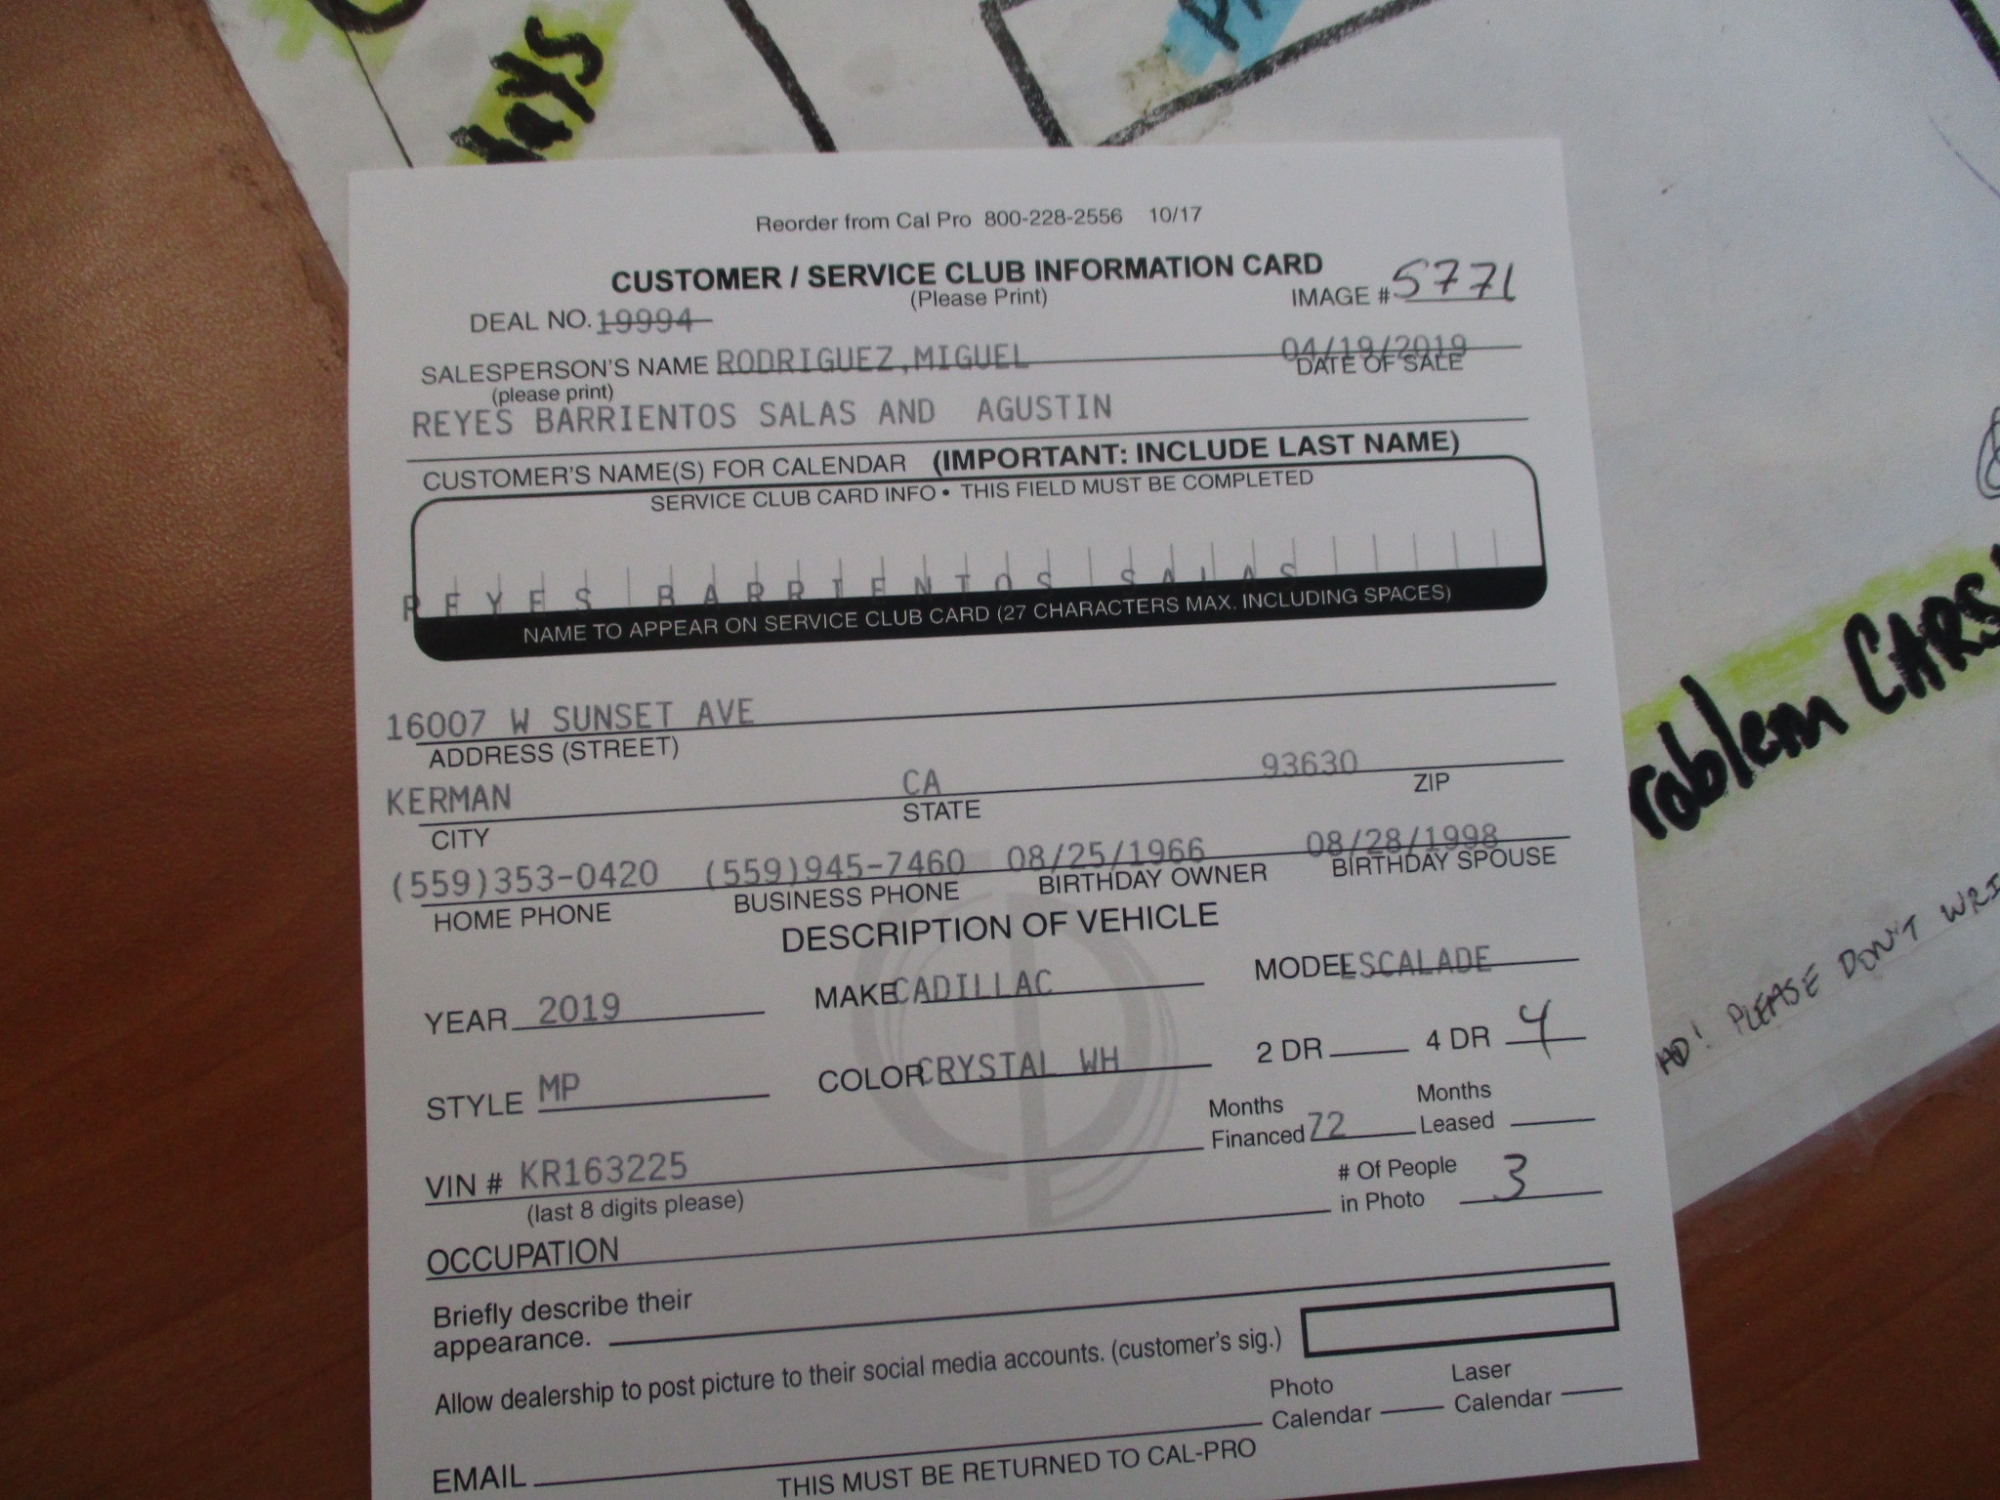 ays
Reorder from Cal Pro 800-228-2556 10/17
CUSTOMER / SERVICE CLUB INFORMATION CARD
(Please Print)
IMAGE # 5771
DEAL NO. 19994
SALESPERSON'S NAME RODRIGUEZ,MIGUEL 04/19/2019
(please print) DATE OF SALE
REYES BARRIENTOS SALAS AND AGUSTIN
CUSTOMER'S NAME(S) FOR CALENDAR (IMPORTANT: INCLUDE LAST NAME)
SERVICE CLUB CARD INFO • THIS FIELD MUST BE COMPLETED
REYES BARRIENTOS SALAS
NAME TO APPEAR ON SERVICE CLUB CARD (27 CHARACTERS MAX. INCLUDING SPACES)
16007 W SUNSET AVE
ADDRESS (STREET)
KERMAN CA 93630
CITY STATE ZIP
(559)353-0420 (559)945-7460 08/25/1966 08/28/1998
HOME PHONE BUSINESS PHONE BIRTHDAY OWNER BIRTHDAY SPOUSE
DESCRIPTION OF VEHICLE
YEAR 2019 MAKE CADILLAC MODEL ESCALADE
STYLE MP COLOR CRYSTAL WH 2 DR 4 DR 4
VIN # KR163225 Months Financed 72 Months Leased
(last 8 digits please)
# Of People in Photo 3
OCCUPATION
Briefly describe their
appearance.
Allow dealership to post picture to their social media accounts. (customer's sig.)
Photo Calendar Laser Calendar
EMAIL
THIS MUST BE RETURNED TO CAL-PRO
roblem CARS
PLEASE DON'T WRI